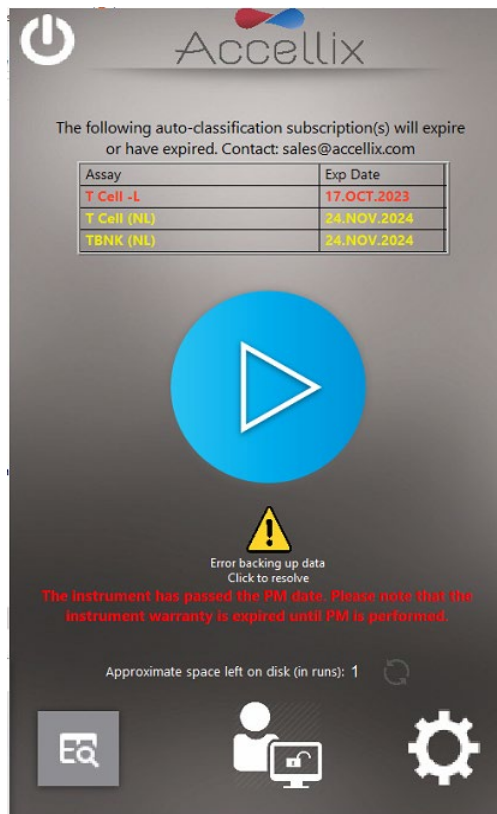 Accellix
The following auto-classification subscription(s) will expire
or have expired. Contact: sales@accellix.com
Assay Exp Date
T Cell -L 17.OCT.2023
T Cell (NL) 24.NOV.2024
TBNK (NL) 24.NOV.2024
Error backing up data
Click to resolve
The instrument has passed the PM date. Please note that the
instrument warranty is expired until PM is performed.
Approximate space left on disk (in runs): 1